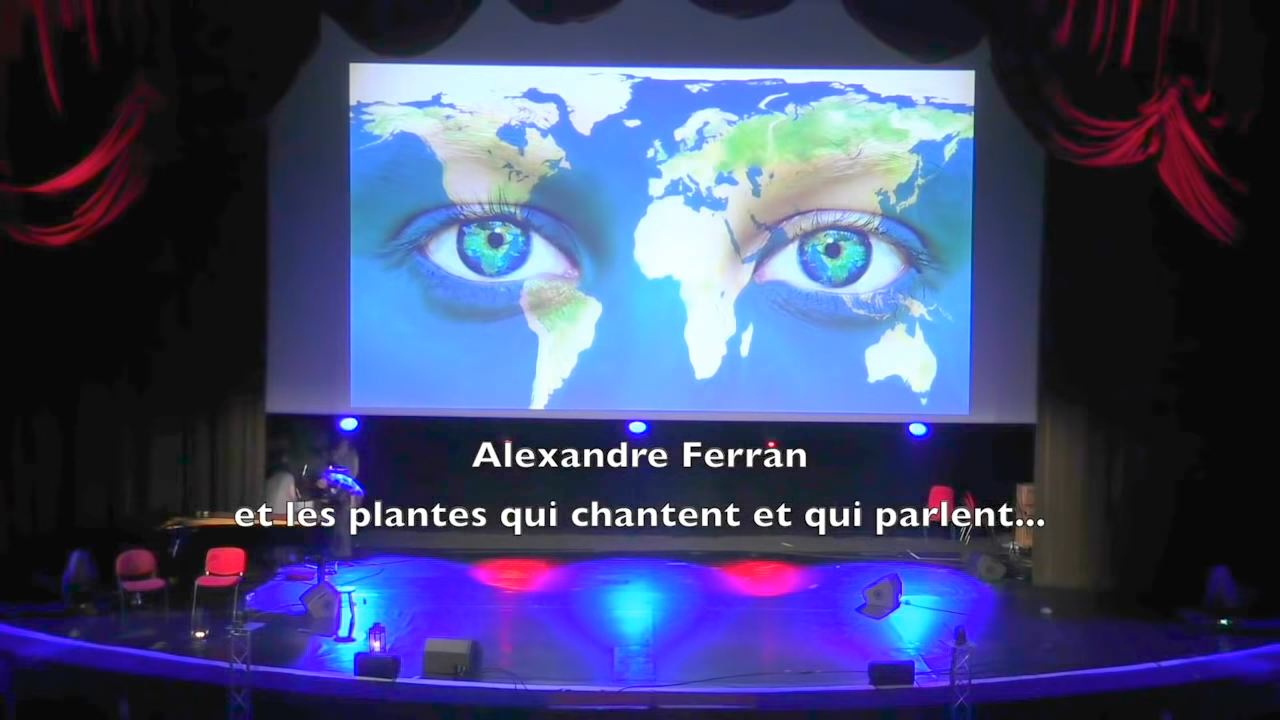 Alexandre Ferran
et les plantes qui chantent et qui parlent...